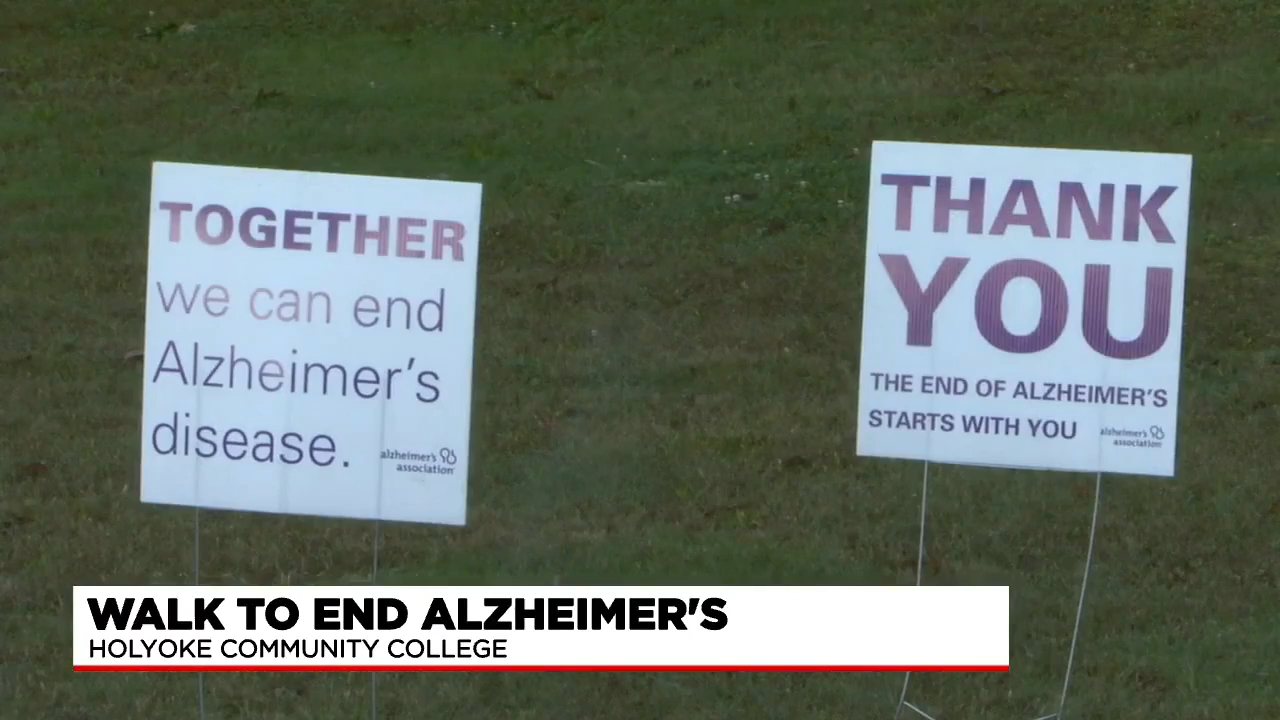 TOGETHER
we can end
Alzheimer's
disease.
alzheimer's
association
THANK
YOU
THE END OF ALZHEIMER'S
STARTS WITH YOU
alzheimer's
association
WALK TO END ALZHEIMER'S
HOLYOKE COMMUNITY COLLEGE